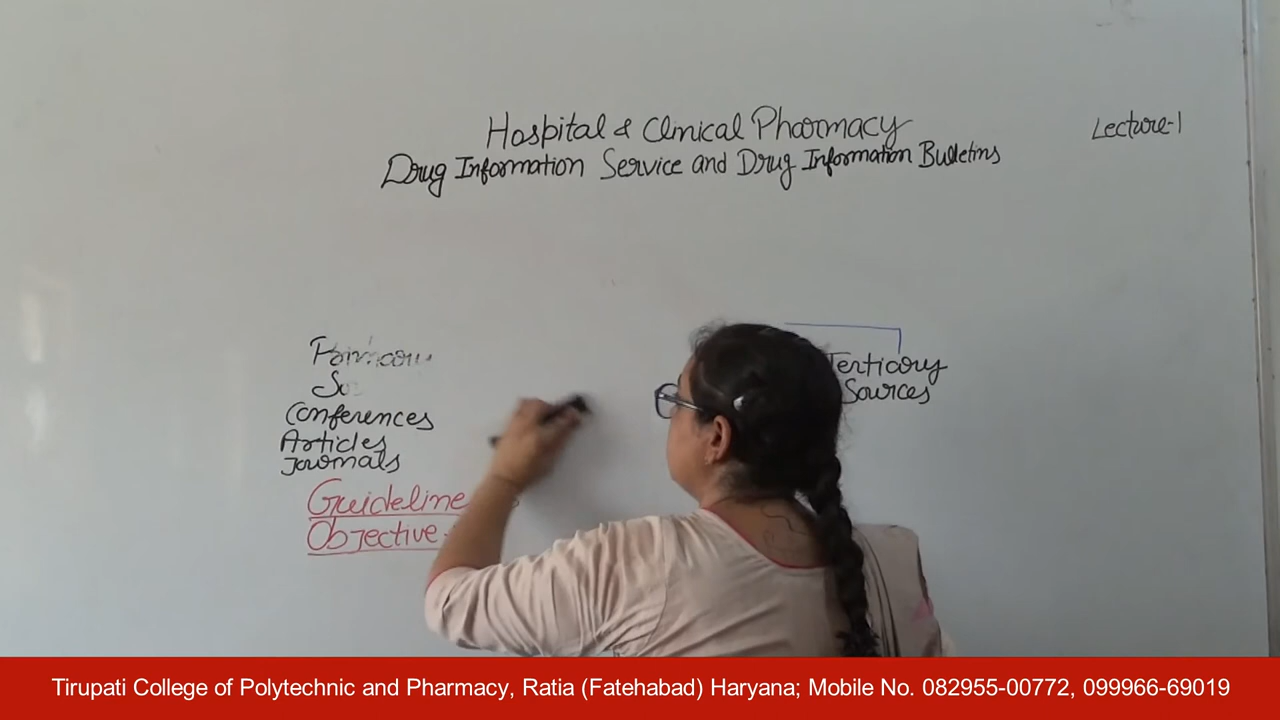 Hospital & Clinical Pharmacy
Lecture-1
Drug Information Service and Drug Information Bulletins
Primary
So
Conferences
Articles
Journals
Guideline
Objective
Tertiary
Sources
Tirupati College of Polytechnic and Pharmacy, Ratia (Fatehabad) Haryana; Mobile No. 082955-00772, 099966-69019